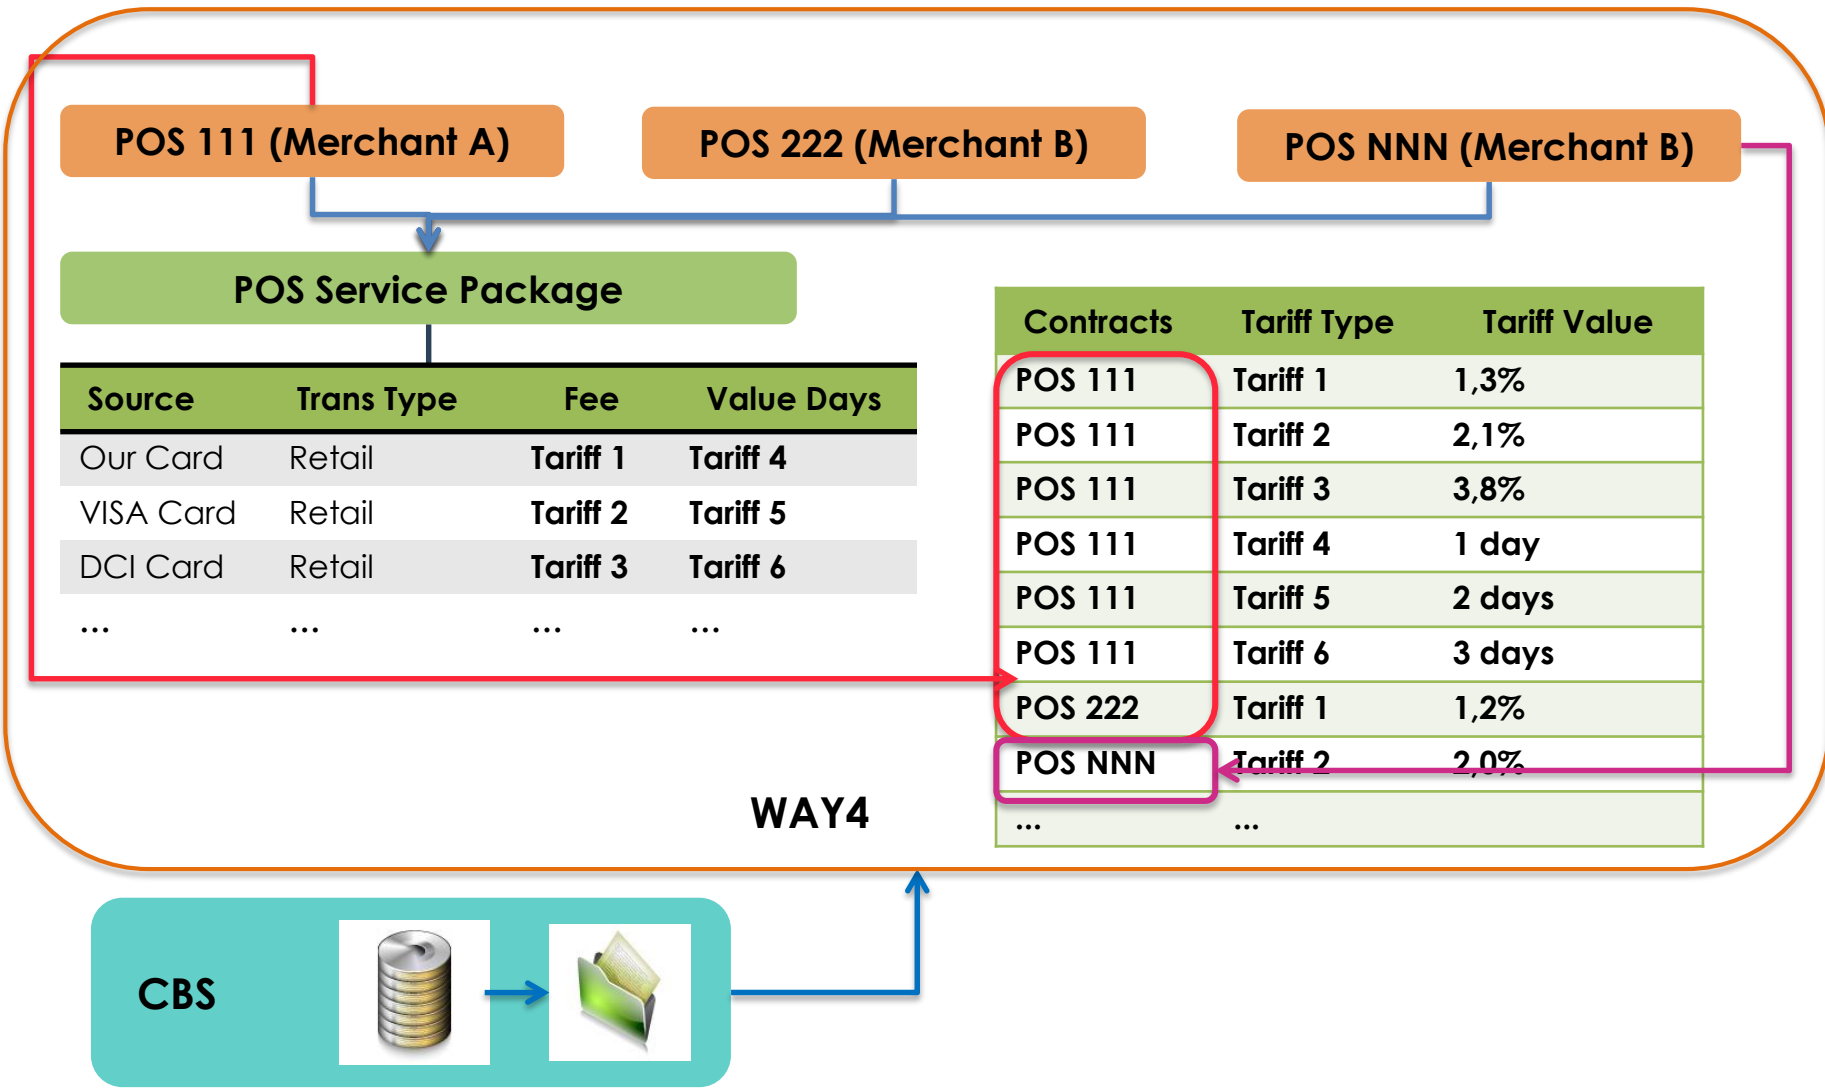 POS 111 (Merchant A)
POS 222 (Merchant B)
POS NNN (Merchant B)
POS Service Package
Source Trans Type Fee Value Days
Our Card Retail Tariff 1 Tariff 4
VISA Card Retail Tariff 2 Tariff 5
DCI Card Retail Tariff 3 Tariff 6
... ... ... ...
Contracts Tariff Type Tariff Value
POS 111 Tariff 1 1,3%
POS 111 Tariff 2 2,1%
POS 111 Tariff 3 3,8%
POS 111 Tariff 4 1 day
POS 111 Tariff 5 2 days
POS 111 Tariff 6 3 days
POS 222 Tariff 1 1,2%
POS NNN Tariff 2 2,0%
... ...
WAY4
CBS